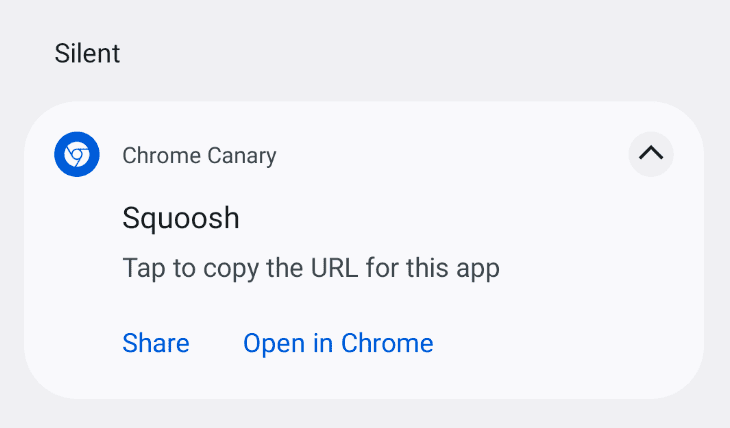 Silent
Chrome Canary
Squoosh
Tap to copy the URL for this app
Share Open in Chrome